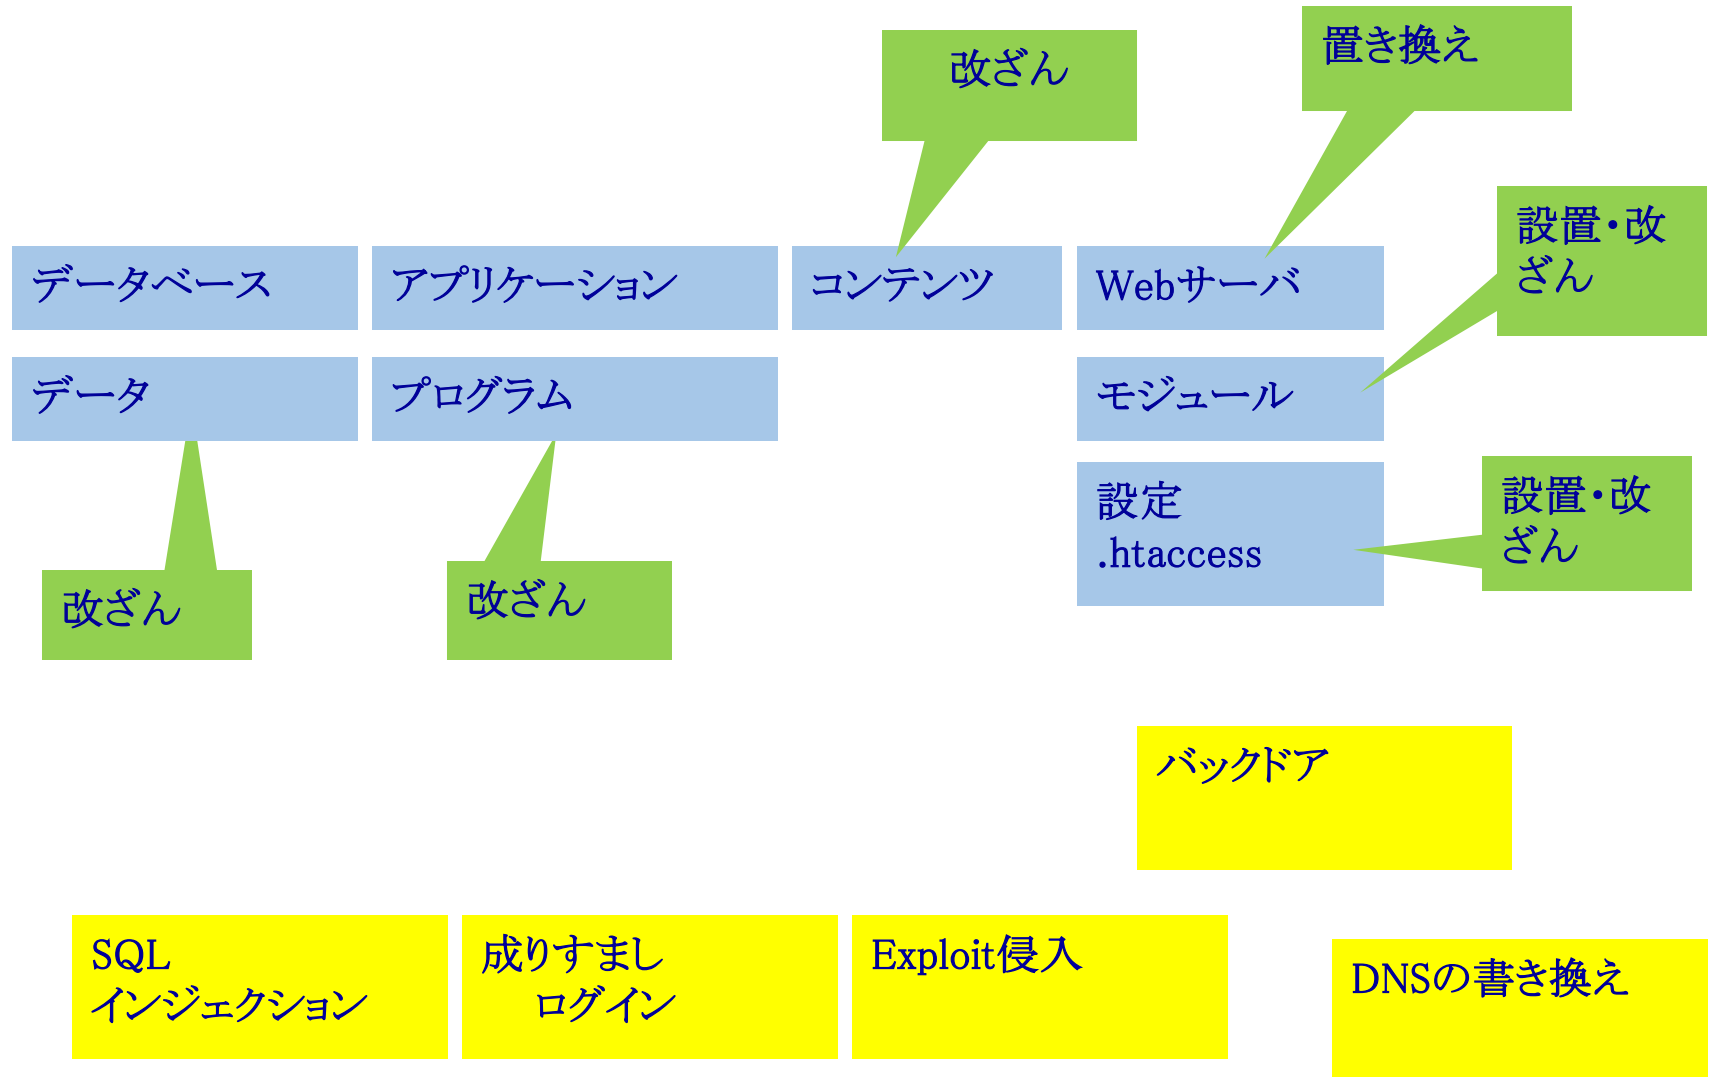 改ざん
置き換え
設置・改
ざん
データベース
アプリケーション
コンテンツ
Webサーバ
データ
プログラム
モジュール
設定
.htaccess
設置・改
ざん
改ざん
改ざん
バックドア
SQL
インジェクション
成りすまし
ログイン
Exploit侵入
DNSの書き換え